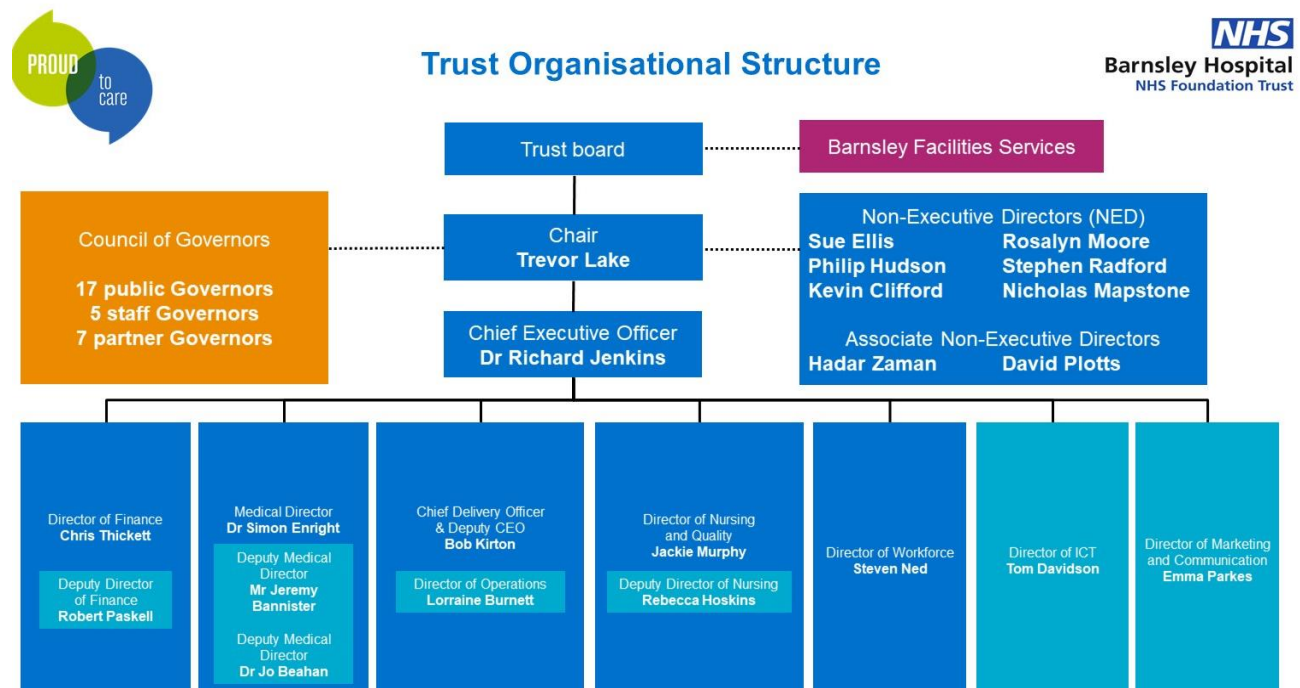 PROUD
to
care
Trust Organisational Structure
NHS
Barnsley Hospital
NHS Foundation Trust
Trust board
Barnsley Facilities Services
Council of Governors
17 public Governors
5 staff Governors
7 partner Governors
Chair
Trevor Lake
Non-Executive Directors (NED)
Sue Ellis Rosalyn Moore
Philip Hudson Stephen Radford
Kevin Clifford Nicholas Mapstone
Associate Non-Executive Directors
Hadar Zaman David Plotts
Chief Executive Officer
Dr Richard Jenkins
Director of Finance
Chris Thickett
Deputy Director
of Finance
Robert Paskell
Medical Director
Dr Simon Enright
Deputy Medical
Director
Mr Jeremy
Bannister
Deputy Medical
Director
Dr Jo Beahan
Chief Delivery Officer
& Deputy CEO
Bob Kirton
Director of Operations
Lorraine Burnett
Director of Nursing
and Quality
Jackie Murphy
Deputy Director of Nursing
Rebecca Hoskins
Director of Workforce
Steven Ned
Director of ICT
Tom Davidson
Director of Marketing
and Communication
Emma Parkes